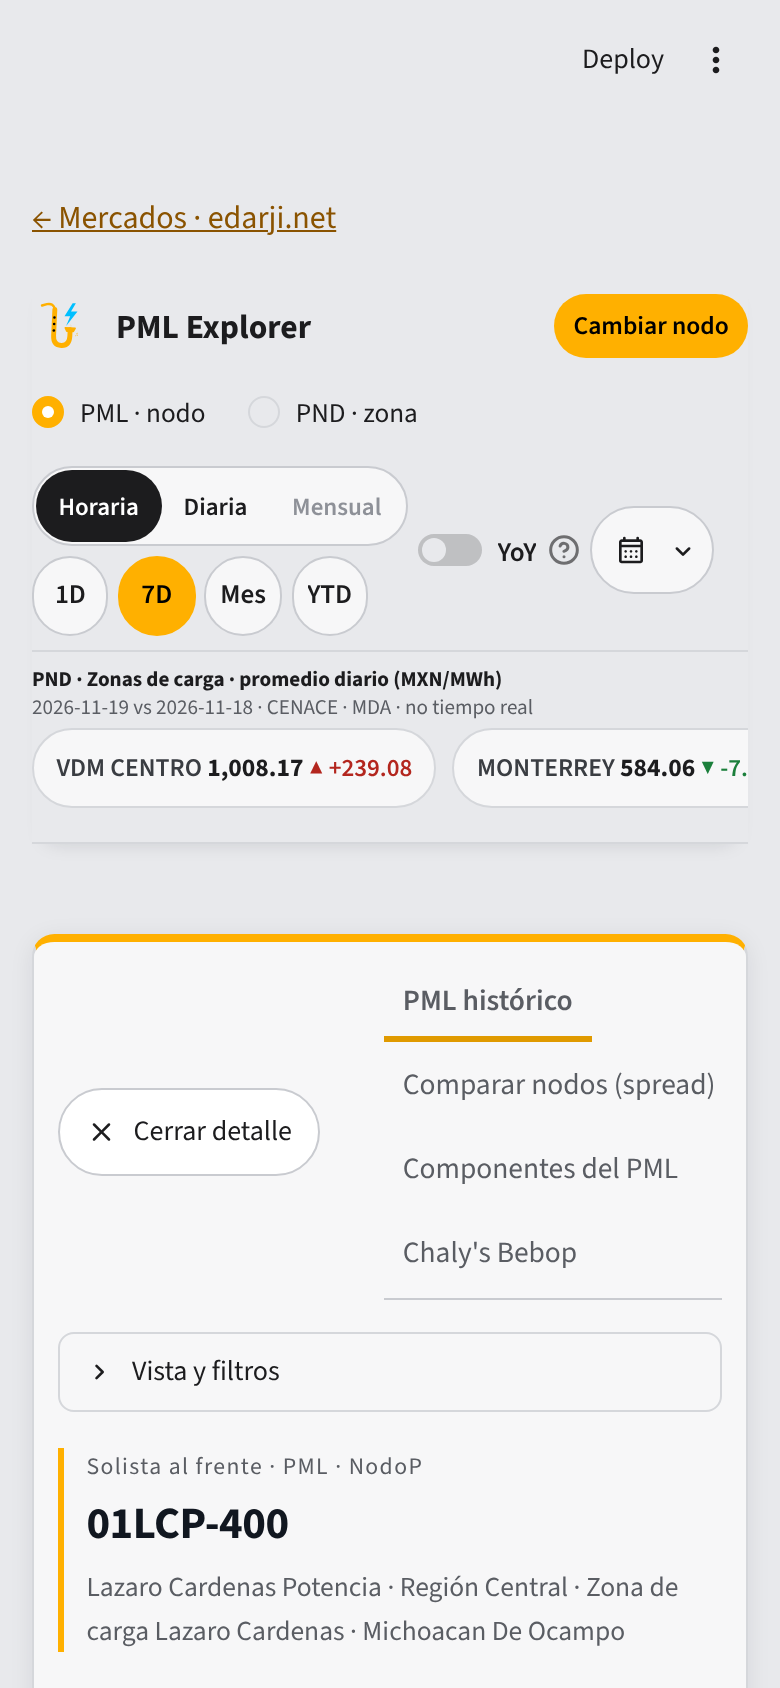 Deploy
← Mercados · edarji.net
PML Explorer
Cambiar nodo
PML · nodo
PND · zona
Horaria
Diaria
Mensual
YoY
1D
7D
Mes
YTD
PND · Zonas de carga · promedio diario (MXN/MWh)
2026-11-19 vs 2026-11-18 · CENACE · MDA · no tiempo real
VDM CENTRO 1,008.17 ▲ +239.08
MONTERREY 584.06 ▼ -7.
PML histórico
Comparar nodos (spread)
Cerrar detalle
Componentes del PML
Chaly's Bebop
Vista y filtros
Solista al frente · PML · NodoP
01LCP-400
Lazaro Cardenas Potencia · Región Central · Zona de
carga Lazaro Cardenas · Michoacan De Ocampo